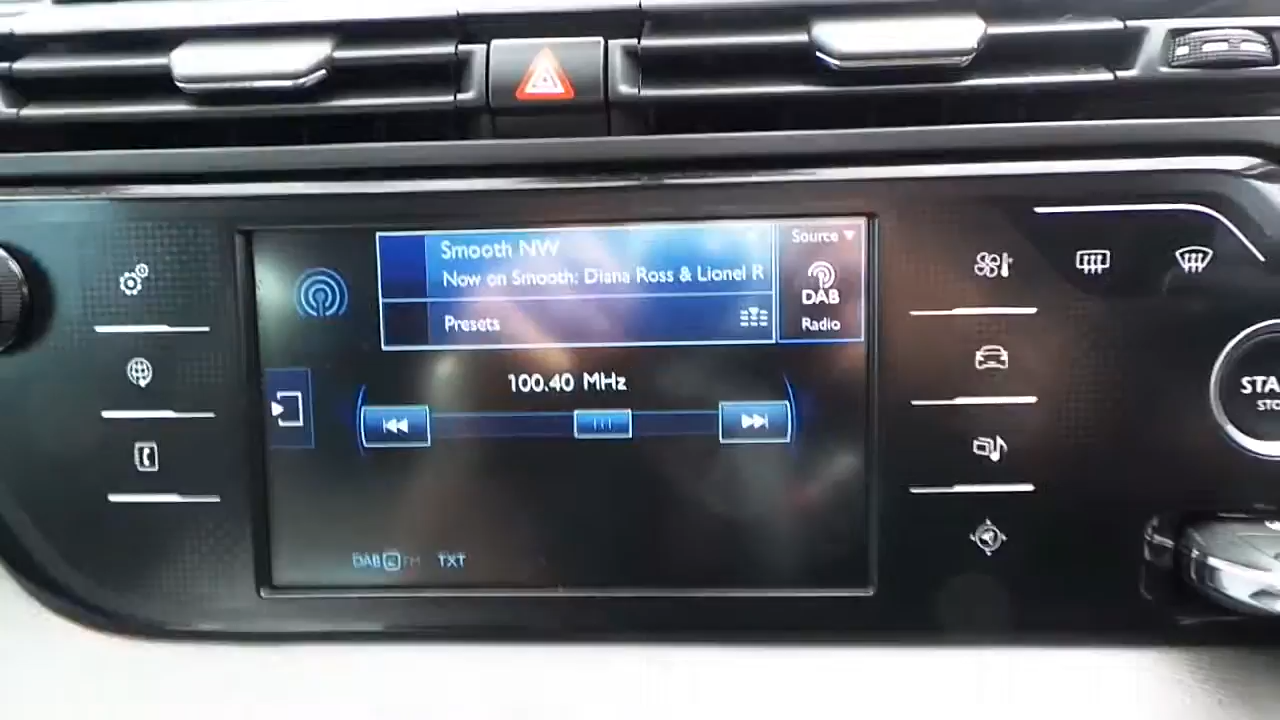 Smooth NW
Now on Smooth: Diana Ross & Lionel R
Presets
Source
DAB
Radio
100.40 MHz
STA
STO
DAB FM TXT